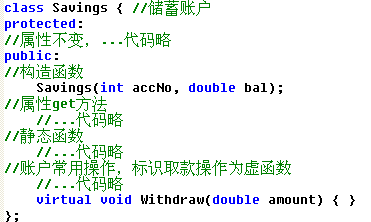 class Savings { //储蓄账户
protected:
//属性不变，...代码略
public:
//构造函数
    Savings(int accNo, double bal);
//属性get方法
    //...代码略
//静态函数
    //...代码略
//账户常用操作，标识取款操作为虚函数
    //...代码略
    virtual void Withdraw(double amount) { }
};